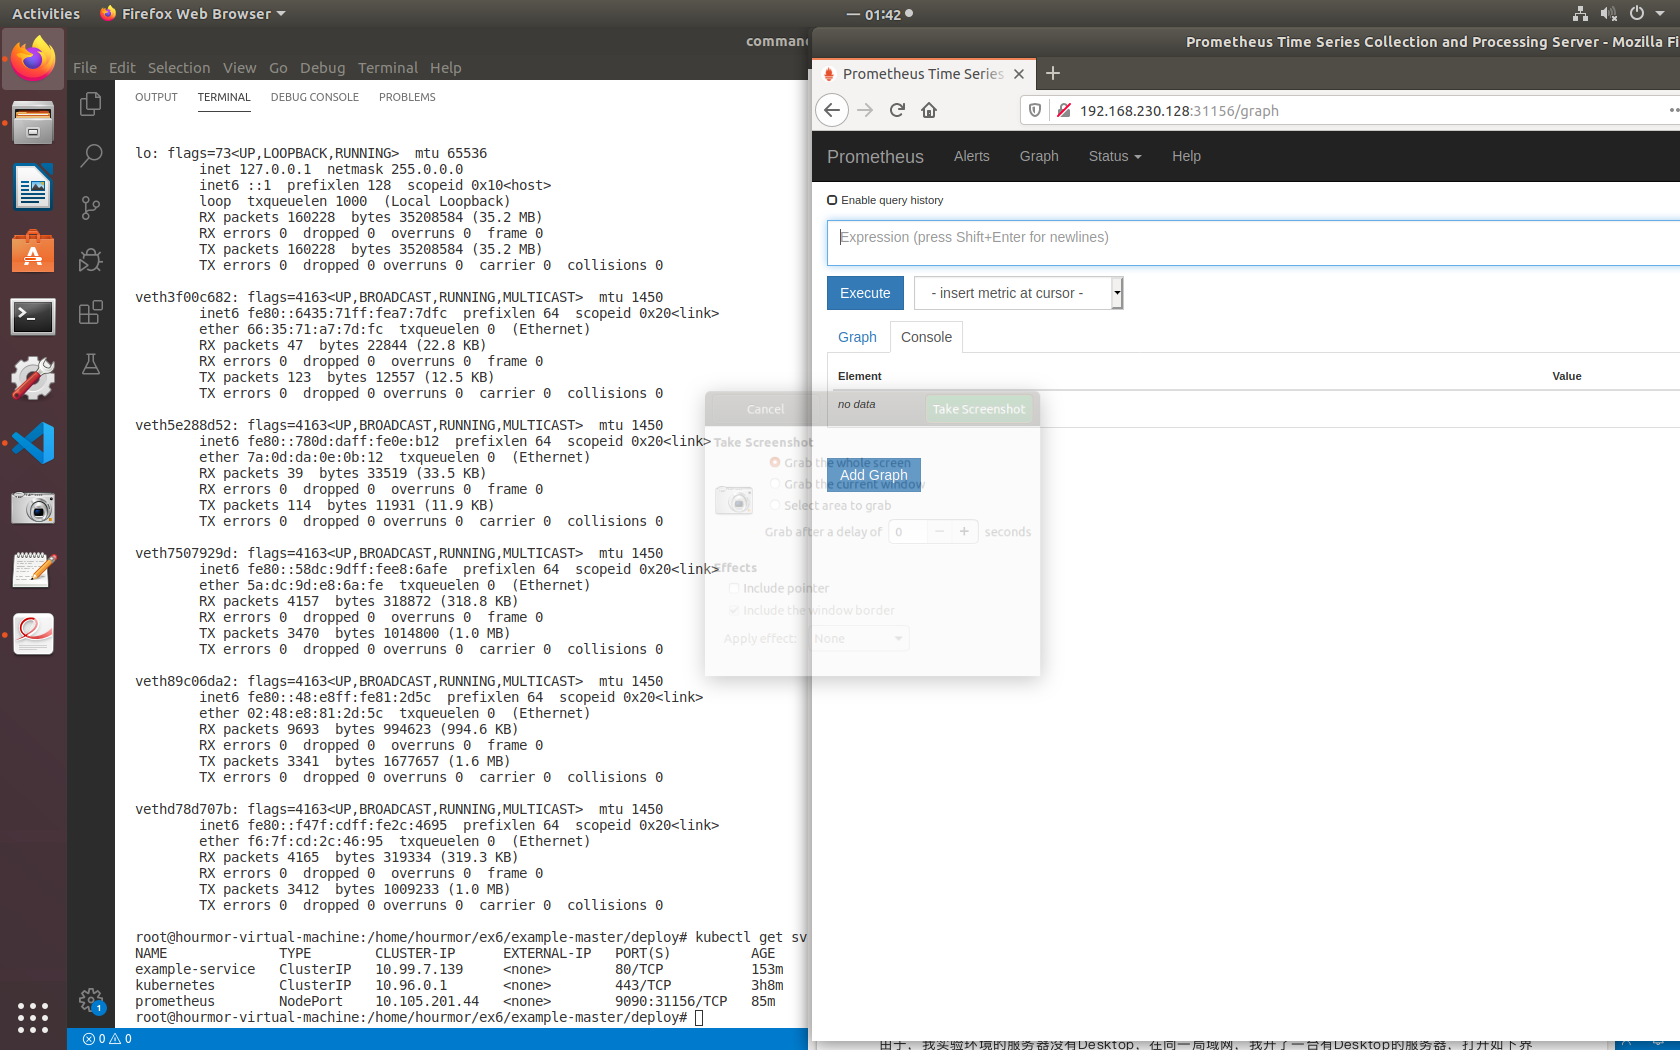 Activities
Firefox Web Browser
01:42
command
File Edit Selection View Go Debug Terminal Help
OUTPUT TERMINAL DEBUG CONSOLE PROBLEMS
lo: flags=73<UP,LOOPBACK,RUNNING>  mtu 65536
inet 127.0.0.1  netmask 255.0.0.0
inet6 ::1  prefixlen 128  scopeid 0x10<host>
loop  txqueuelen 1000  (Local Loopback)
RX packets 160228  bytes 35208584 (35.2 MB)
RX errors 0  dropped 0  overruns 0  frame 0
TX packets 160228  bytes 35208584 (35.2 MB)
TX errors 0  dropped 0 overruns 0  carrier 0  collisions 0
veth3f00c682: flags=4163<UP,BROADCAST,RUNNING,MULTICAST>  mtu 1450
inet6 fe80::6435:71ff:fea7:7dfc  prefixlen 64  scopeid 0x20<link>
ether 66:35:71:a7:7d:fc  txqueuelen 0  (Ethernet)
RX packets 47  bytes 22844 (22.8 KB)
RX errors 0  dropped 0  overruns 0  frame 0
TX packets 123  bytes 12557 (12.5 KB)
TX errors 0  dropped 0 overruns 0  carrier 0  collisions 0
veth5e288d52: flags=4163<UP,BROADCAST,RUNNING,MULTICAST>  mtu 1450
inet6 fe80::780d:daff:fe0e:b12  prefixlen 64  scopeid 0x20<link>
ether 7a:0d:da:0e:0b:12  txqueuelen 0  (Ethernet)
RX packets 39  bytes 33519 (33.5 KB)
RX errors 0  dropped 0  overruns 0  frame 0
TX packets 114  bytes 11931 (11.9 KB)
TX errors 0  dropped 0 overruns 0  carrier 0  collisions 0
veth7507929d: flags=4163<UP,BROADCAST,RUNNING,MULTICAST>  mtu 1450
inet6 fe80::58dc:9dff:fee8:6afe  prefixlen 64  scopeid 0x20<link>
ether 5a:dc:9d:e8:6a:fe  txqueuelen 0  (Ethernet)
RX packets 4157  bytes 318872 (318.8 KB)
RX errors 0  dropped 0  overruns 0  frame 0
TX packets 3470  bytes 1014800 (1.0 MB)
TX errors 0  dropped 0 overruns 0  carrier 0  collisions 0
veth89c06da2: flags=4163<UP,BROADCAST,RUNNING,MULTICAST>  mtu 1450
inet6 fe80::48:e8ff:fe81:2d5c  prefixlen 64  scopeid 0x20<link>
ether 02:48:e8:81:2d:5c  txqueuelen 0  (Ethernet)
RX packets 9693  bytes 994623 (994.6 KB)
RX errors 0  dropped 0  overruns 0  frame 0
TX packets 3341  bytes 1677657 (1.6 MB)
TX errors 0  dropped 0 overruns 0  carrier 0  collisions 0
vethd78d707b: flags=4163<UP,BROADCAST,RUNNING,MULTICAST>  mtu 1450
inet6 fe80::f47f:cdff:fe2c:4695  prefixlen 64  scopeid 0x20<link>
ether f6:7f:cd:2c:46:95  txqueuelen 0  (Ethernet)
RX packets 4165  bytes 319334 (319.3 KB)
RX errors 0  dropped 0  overruns 0  frame 0
TX packets 3412  bytes 1009233 (1.0 MB)
TX errors 0  dropped 0 overruns 0  carrier 0  collisions 0
root@hourmor-virtual-machine:/home/hourmor/ex6/example-master/deploy# kubectl get sv
NAME TYPE CLUSTER-IP EXTERNAL-IP PORT(S) AGE
example-service ClusterIP 10.99.7.139 <none> 80/TCP 153m
kubernetes ClusterIP 10.96.0.1 <none> 443/TCP 3h8m
prometheus NodePort 10.105.201.44 <none> 9090:31156/TCP 85m
root@hourmor-virtual-machine:/home/hourmor/ex6/example-master/deploy#
1
0 0
Prometheus Time Series Collection and Processing Server - Mozilla Fi
Prometheus Time Series
192.168.230.128:31156/graph
Prometheus Alerts Graph Status Help
Enable query history
Expression (press Shift+Enter for newlines)
Execute
- insert metric at cursor -
Graph Console
Element Value
no data
Add Graph
Cancel Take Screenshot
Take Screenshot
Grab the whole screen
Grab the current window
Select area to grab
Grab after a delay of 0 − + seconds
Effects
Include pointer
Include the window border
Apply effect: None
由于，我实验环境的服务器没有Desktop，在同一局域网，我开了一台有Desktop的服务器，打开如下界